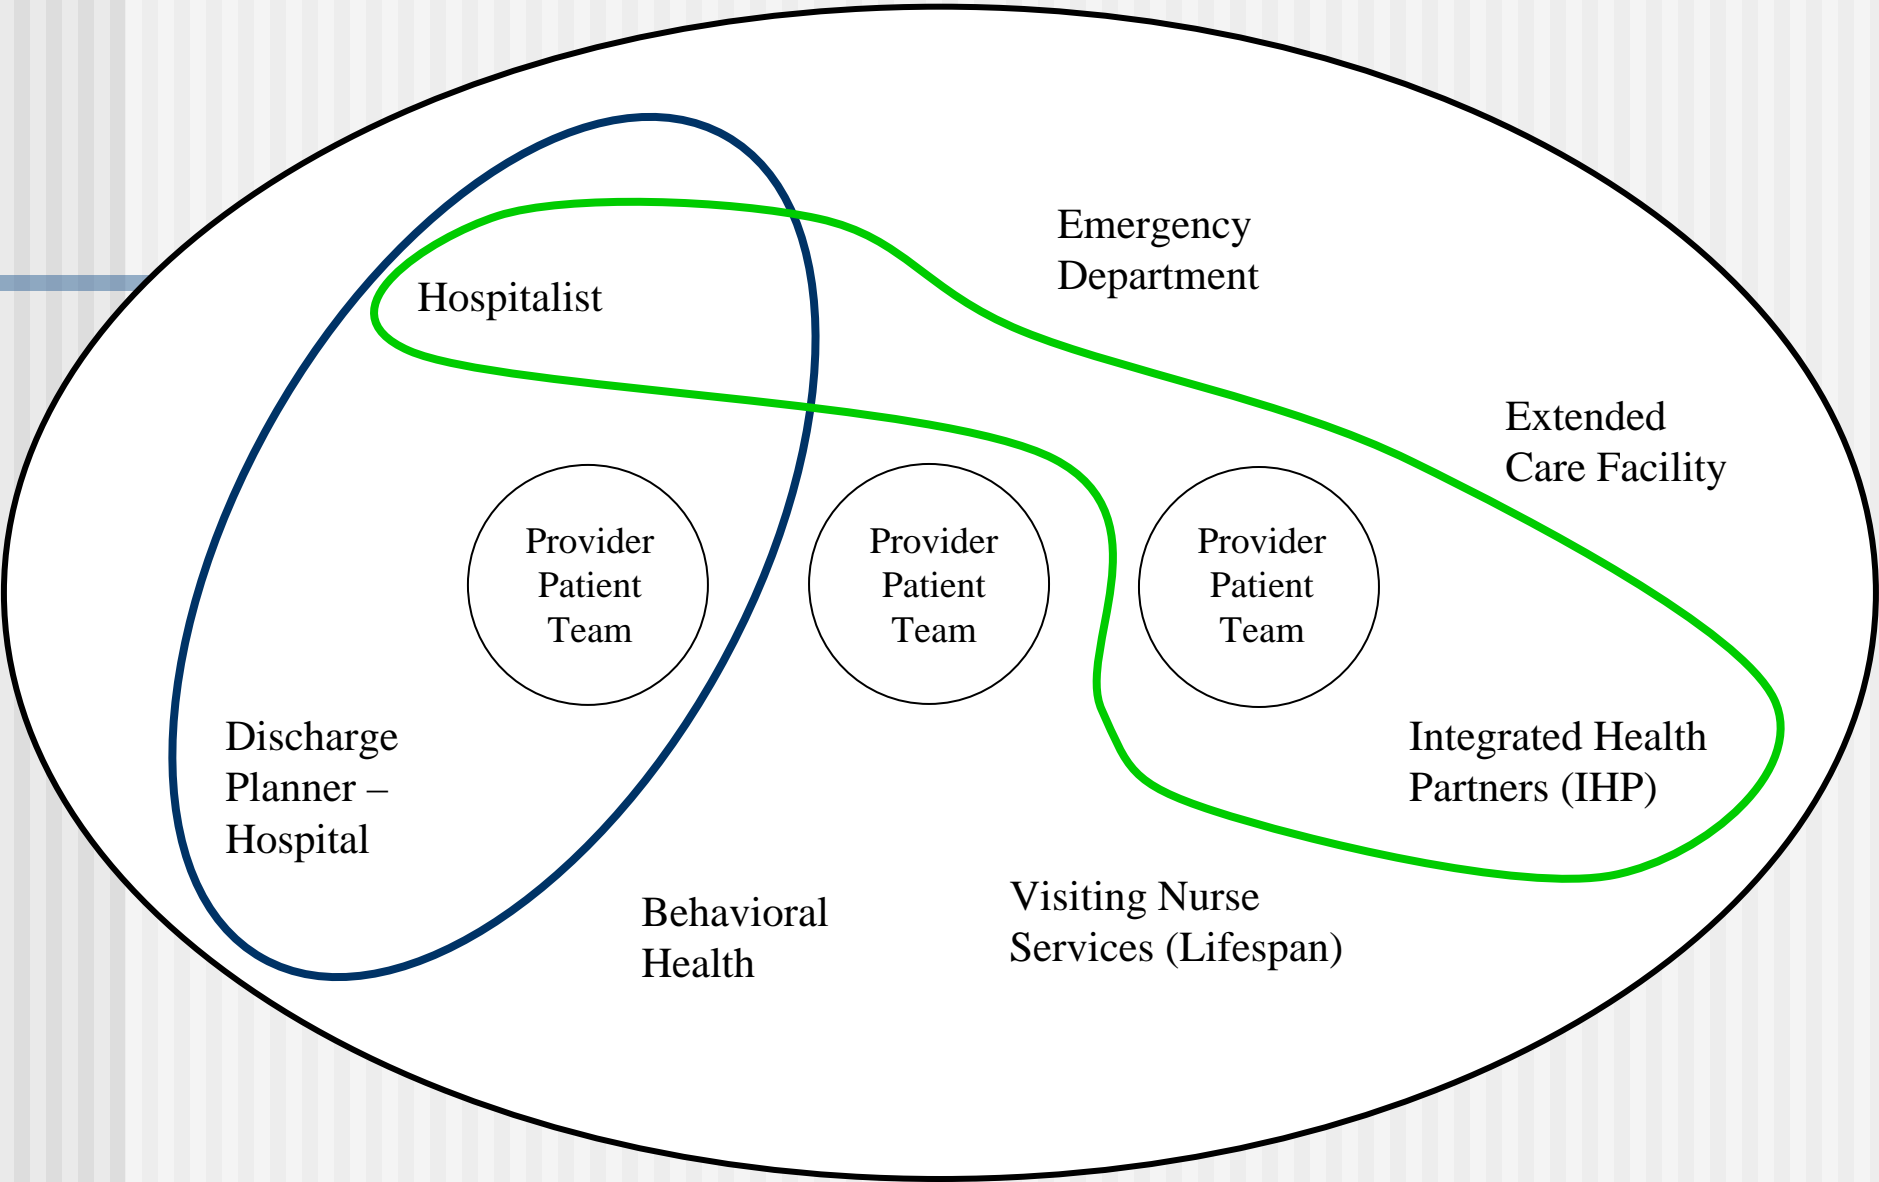 Emergency
Department
Hospitalist
Extended
Care Facility
Provider
Patient
Team
Provider
Patient
Team
Provider
Patient
Team
Discharge
Planner –
Hospital
Integrated Health
Partners (IHP)
Behavioral
Health
Visiting Nurse
Services (Lifespan)